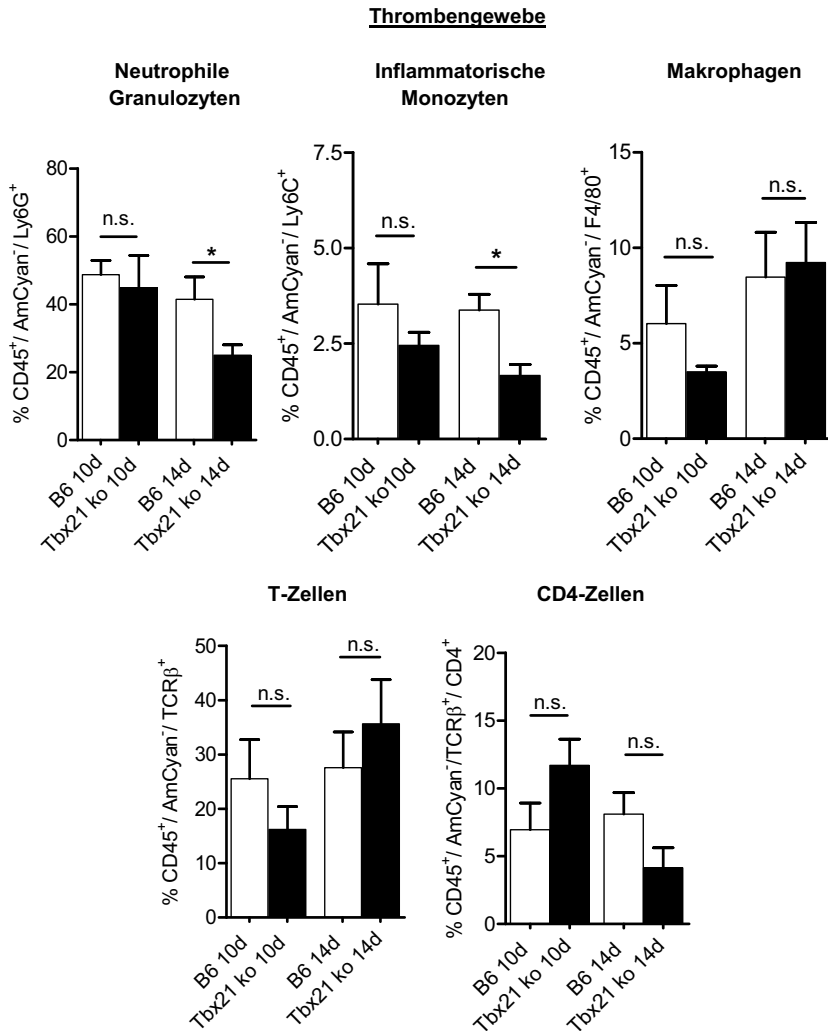 Thrombengewebe
Neutrophile
Granulozyten
% CD45⁺/ AmCyan⁻/ Ly6G⁺
80
60
40
20
0
n.s.
*
B6 10d
Tbx21 ko 10d
B6 14d
Tbx21 ko 14d
Inflammatorische
Monozyten
% CD45⁺/ AmCyan⁻/ Ly6C⁺
7.5
5.0
2.5
0.0
n.s.
*
B6 10d
Tbx21 ko10d
B6 14d
Tbx21 ko 14d
Makrophagen
% CD45⁺/ AmCyan⁻/ F4/80⁺
15
10
5
0
n.s.
n.s.
B6 10d
Tbx21 ko 10d
B6 14d
Tbx21 ko 14d
T-Zellen
% CD45⁺/ AmCyan⁻/ TCRβ⁺
50
40
30
20
10
0
n.s.
n.s.
B6 10d
Tbx21 ko 10d
B6 14d
Tbx21 ko 14d
CD4-Zellen
% CD45⁺/ AmCyan⁻/TCRβ⁺/ CD4⁺
20
15
10
5
0
n.s.
n.s.
B6 10d
Tbx21 ko 10d
B6 14d
Tbx21 ko 14d